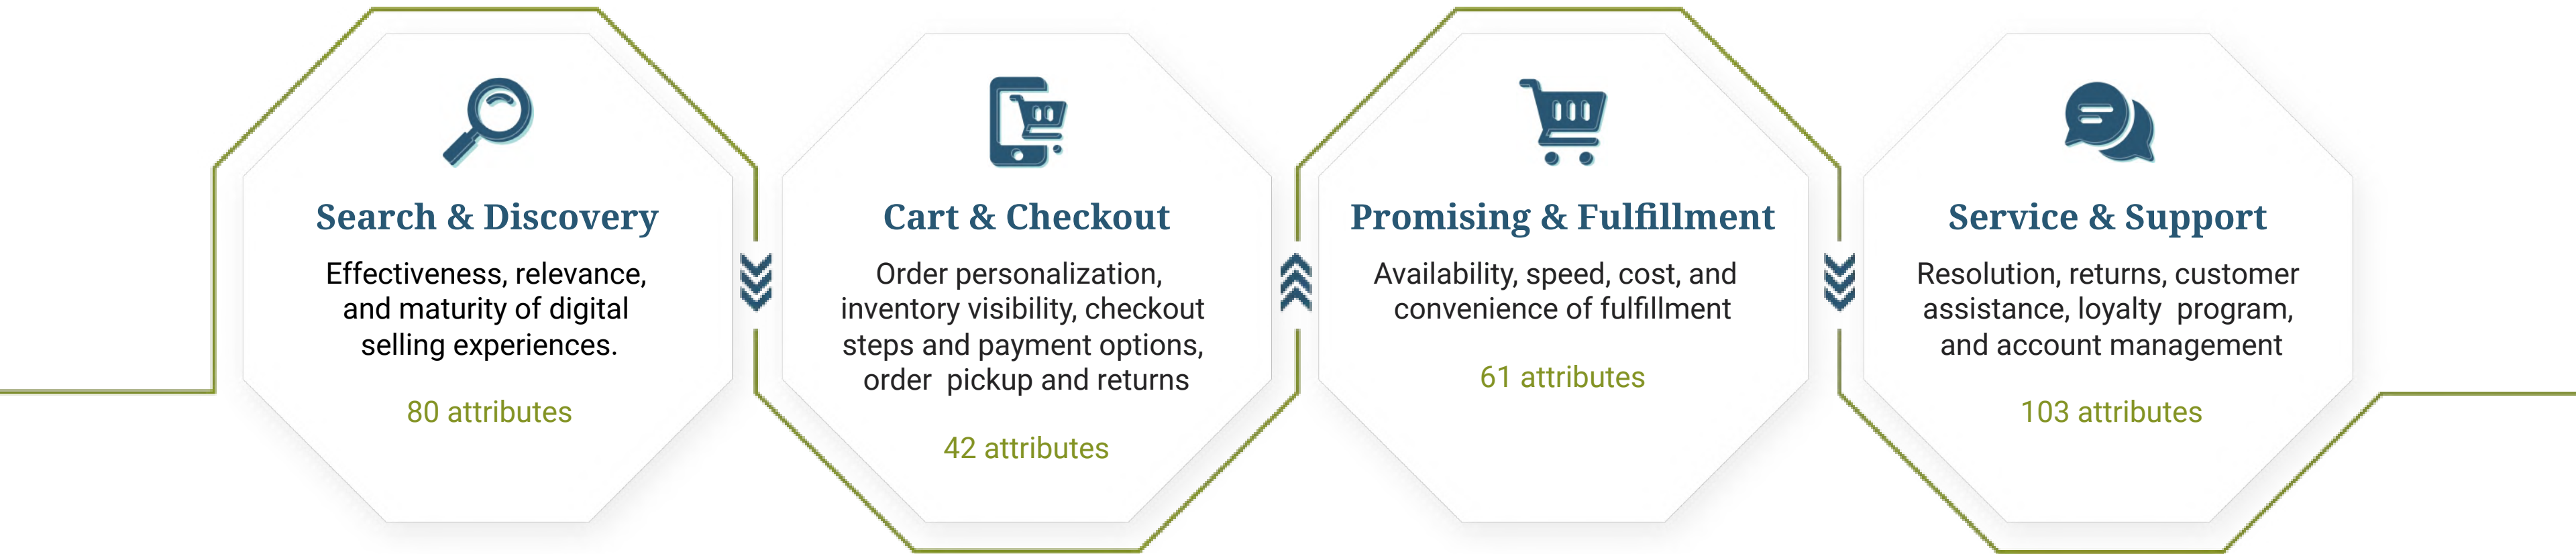 Search & Discovery
Effectiveness, relevance,
and maturity of digital
selling experiences.
80 attributes
Cart & Checkout
Order personalization,
inventory visibility, checkout
steps and payment options,
order pickup and returns
42 attributes
Promising & Fulfillment
Availability, speed, cost, and
convenience of fulfillment
61 attributes
Service & Support
Resolution, returns, customer
assistance, loyalty program,
and account management
103 attributes